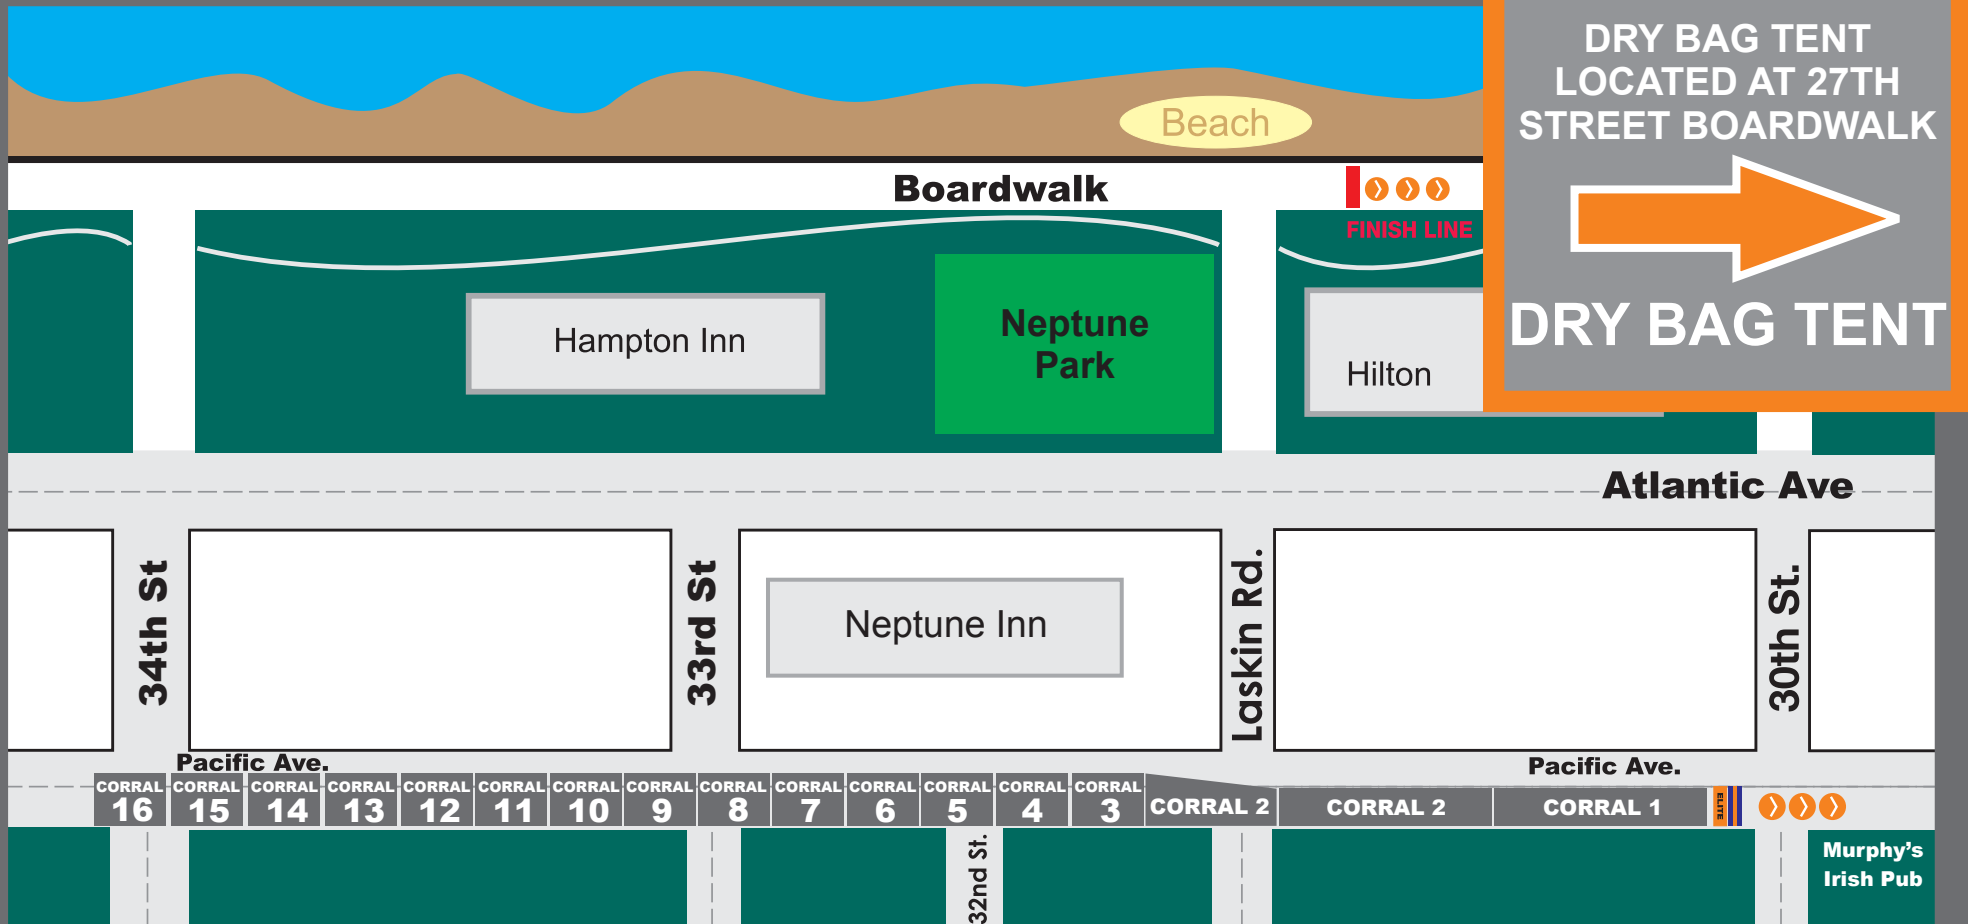 DRY BAG TENT
LOCATED AT 27TH
STREET BOARDWALK
DRY BAG TENT
Beach
Boardwalk
FINISH LINE
Hampton Inn
Neptune
Park
Hilton
Atlantic Ave
34th St
33rd St
Neptune Inn
Laskin Rd.
30th St.
Pacific Ave.
Pacific Ave.
CORRAL
16
CORRAL
15
CORRAL
14
CORRAL
13
CORRAL
12
CORRAL
11
CORRAL
10
CORRAL
9
CORRAL
8
CORRAL
7
CORRAL
6
CORRAL
5
CORRAL
4
CORRAL
3
CORRAL 2
CORRAL 2
CORRAL 1
ELITE
32nd St.
Murphy's
Irish Pub